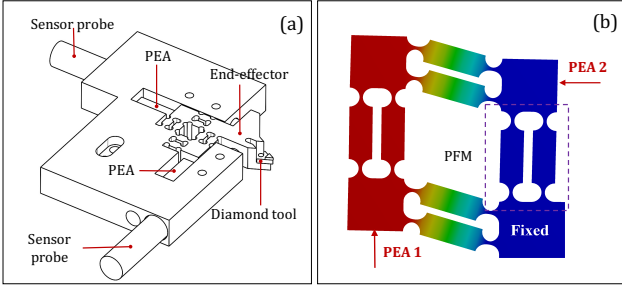 Sensor probe
(a)
PEA
End-effector
PEA
Diamond tool
Sensor
probe
(b)
PEA 2
PFM
Fixed
PEA 1